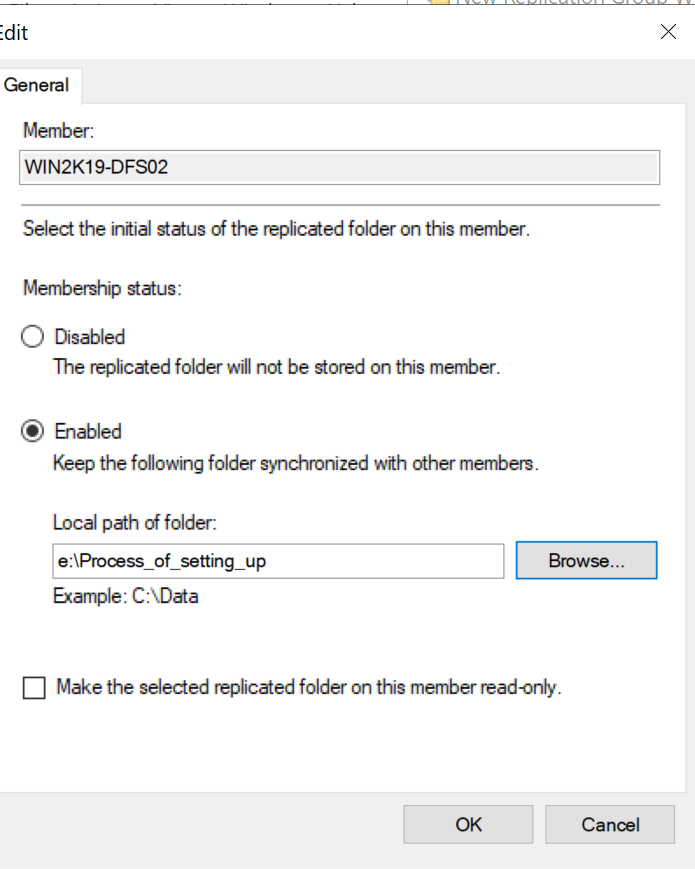 New Replication Group W
Edit
General
Member:
WIN2K19-DFS02
Select the initial status of the replicated folder on this member.
Membership status:
Disabled
The replicated folder will not be stored on this member.
Enabled
Keep the following folder synchronized with other members.
Local path of folder:
e:\Process_of_setting_up
Browse...
Example: C:\Data
Make the selected replicated folder on this member read-only.
OK
Cancel